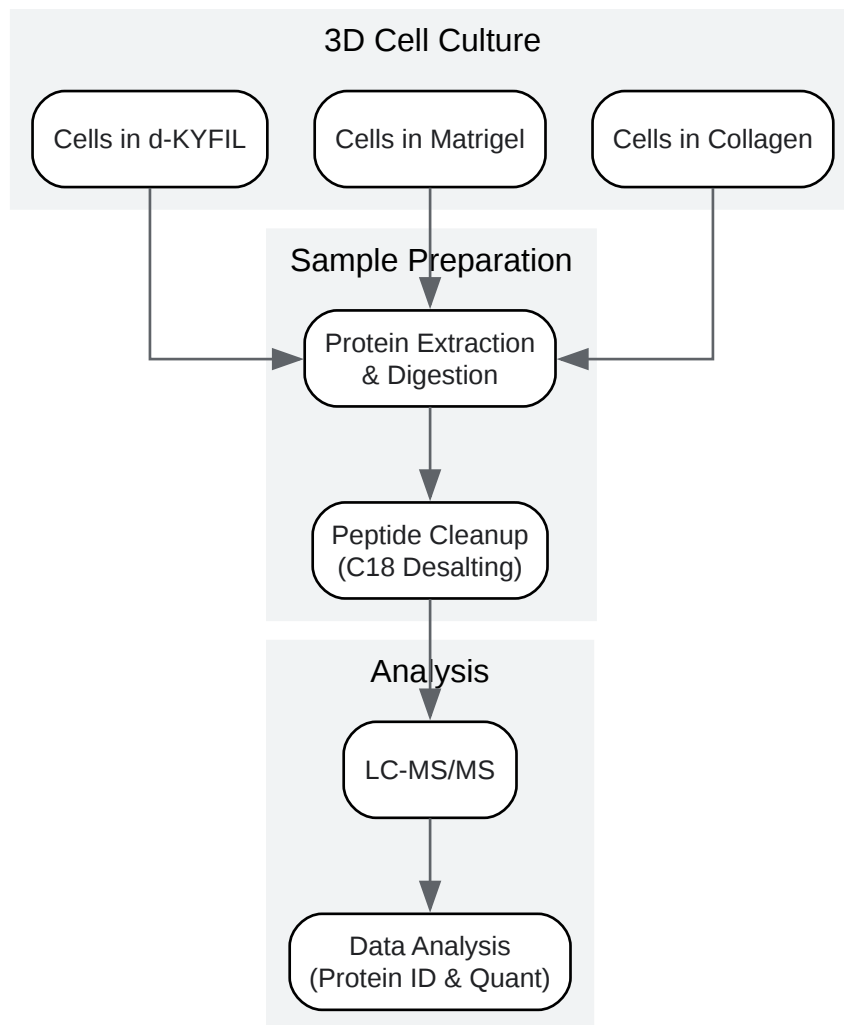 3D Cell Culture
Cells in d-KYFIL
Cells in Matrigel
Cells in Collagen
Sample Preparation
Protein Extraction
& Digestion
Peptide Cleanup
(C18 Desalting)
Analysis
LC-MS/MS
Data Analysis
(Protein ID & Quant)